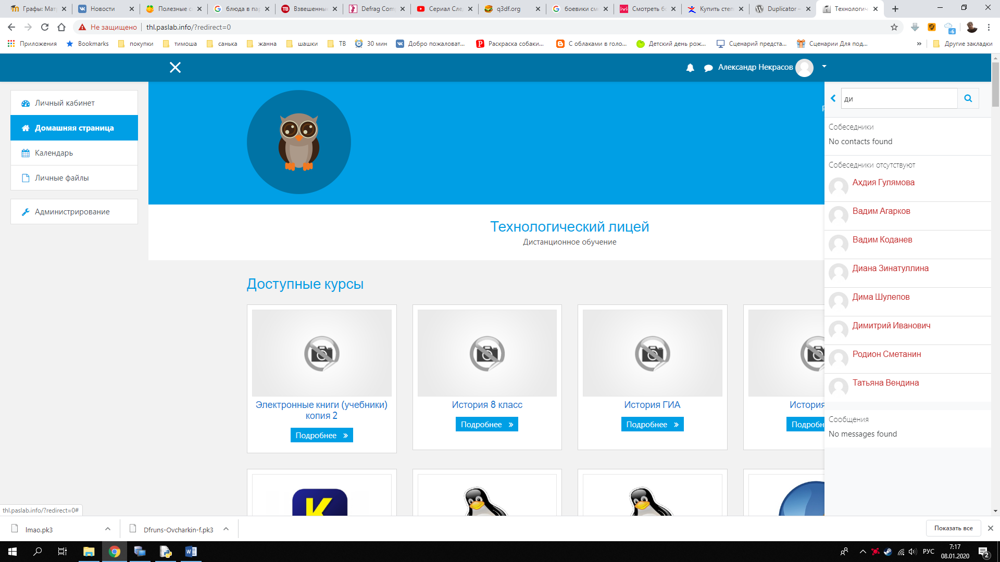 Графы: Мат
Новости
Полезные с
блюда в па
Взвешенны
Defrag Com
Сериал Сле
q3df.org
боевики см
Смотреть б
Купить степ
Duplicator
Технологич
Не защищено
thl.paslab.info/?redirect=0
Приложения
Bookmarks
покупки
тимоша
санька
жанна
шашки
ТВ
30 мин
Добро пожаловат...
Раскраска собаки...
С облаками в голо...
Детский день рож...
Сценарий предста...
Сценарии Для под...
»
Другие закладки
Александр Некрасов
Личный кабинет
Домашняя страница
Календарь
Личные файлы
Администрирование
Технологический лицей
Дистанционное обучение
Доступные курсы
Электронные книги (учебники)
копия 2
Подробнее »
История 8 класс
Подробнее »
История ГИА
Подробнее »
История
Подробн
ди
Собеседники
No contacts found
Собеседники отсутствуют
Ахдия Гулямова
Вадим Агарков
Вадим Коданев
Диана Зинатуллина
Дима Шулепов
Димитрий Иванович
Родион Сметанин
Татьяна Вендина
Сообщения
No messages found
thl.paslab.info/?redirect=0#
lmao.pk3
Dfruns-Ovcharkin-f.pk3
Показать все
РУС
7:17
08.01.2020
2